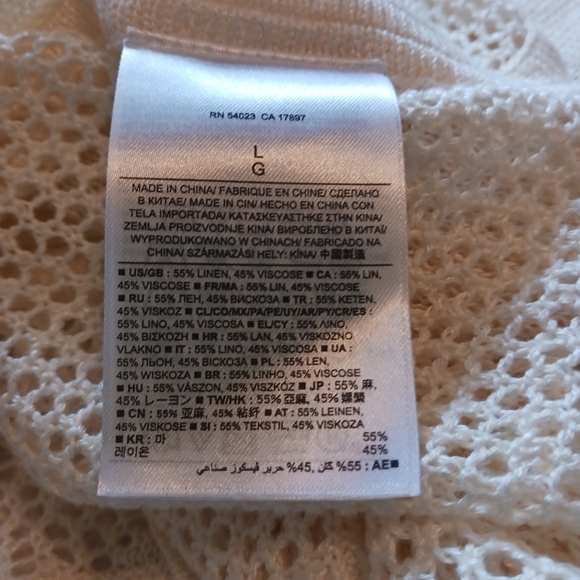 RN 54023 CA 17897
L
G
MADE IN CHINA/ FABRIQUE EN CHINE/ СДЕЛАНО
В КИТАЕ/ MADE IN CIN/ HECHO EN CHINA CON
TELA IMPORTADA/ ΚΑΤΑΣΚΕΥΑΣΤΗΚΕ ΣΤΗΝ ΚΙΝΑ/
ZEMLJA PROIZVODNJE KINA/ ВИРОБЛЕНО В КИТАЇ/
WYPRODUKOWANO W CHINACH/ FABRICADO NA
CHINA/ SZÁRMAZÁSI HELY: KÍNA/ 中國製造
■ US/GB : 55% LINEN, 45% VISCOSE ■ CA : 55% LIN,
45% VISCOSE ■ FR/MA : 55% LIN, 45% VISCOSE
■ RU : 55% ЛЕН, 45% ВИСКОЗА ■ TR : 55% KETEN,
45% VISKOZ ■ CL/CO/MX/PA/PE/UY/AR/PY/CR/ES :
55% LINO, 45% VISCOSA ■ EL/CY : 55% ΛΙΝΟ,
45% ΒΙΣΚΟΖΗ ■ HR : 55% LAN, 45% VISKOZNO
VLAKNO ■ IT : 55% LINO, 45% VISCOSA ■ UA :
55% ЛЬОН, 45% ВІСКОЗА ■ PL : 55% LEN,
45% WISKOZA ■ BR : 55% LINHO, 45% VISCOSE
■ HU : 55% VÁSZON, 45% VISZKÓZ ■ JP : 55% 麻,
45% レーヨン ■ TW/HK : 55% 亞麻, 45% 嫘縈
■ CN : 55% 亚麻, 45% 粘纤 ■ AT : 55% LEINEN,
45% VISKOSE ■ SI : 55% TEKSTIL, 45% VISKOZA
■ KR : 마 55%
레이온 45%
■AE : 55% كتان, 45% حرير فيسكوز صناعي